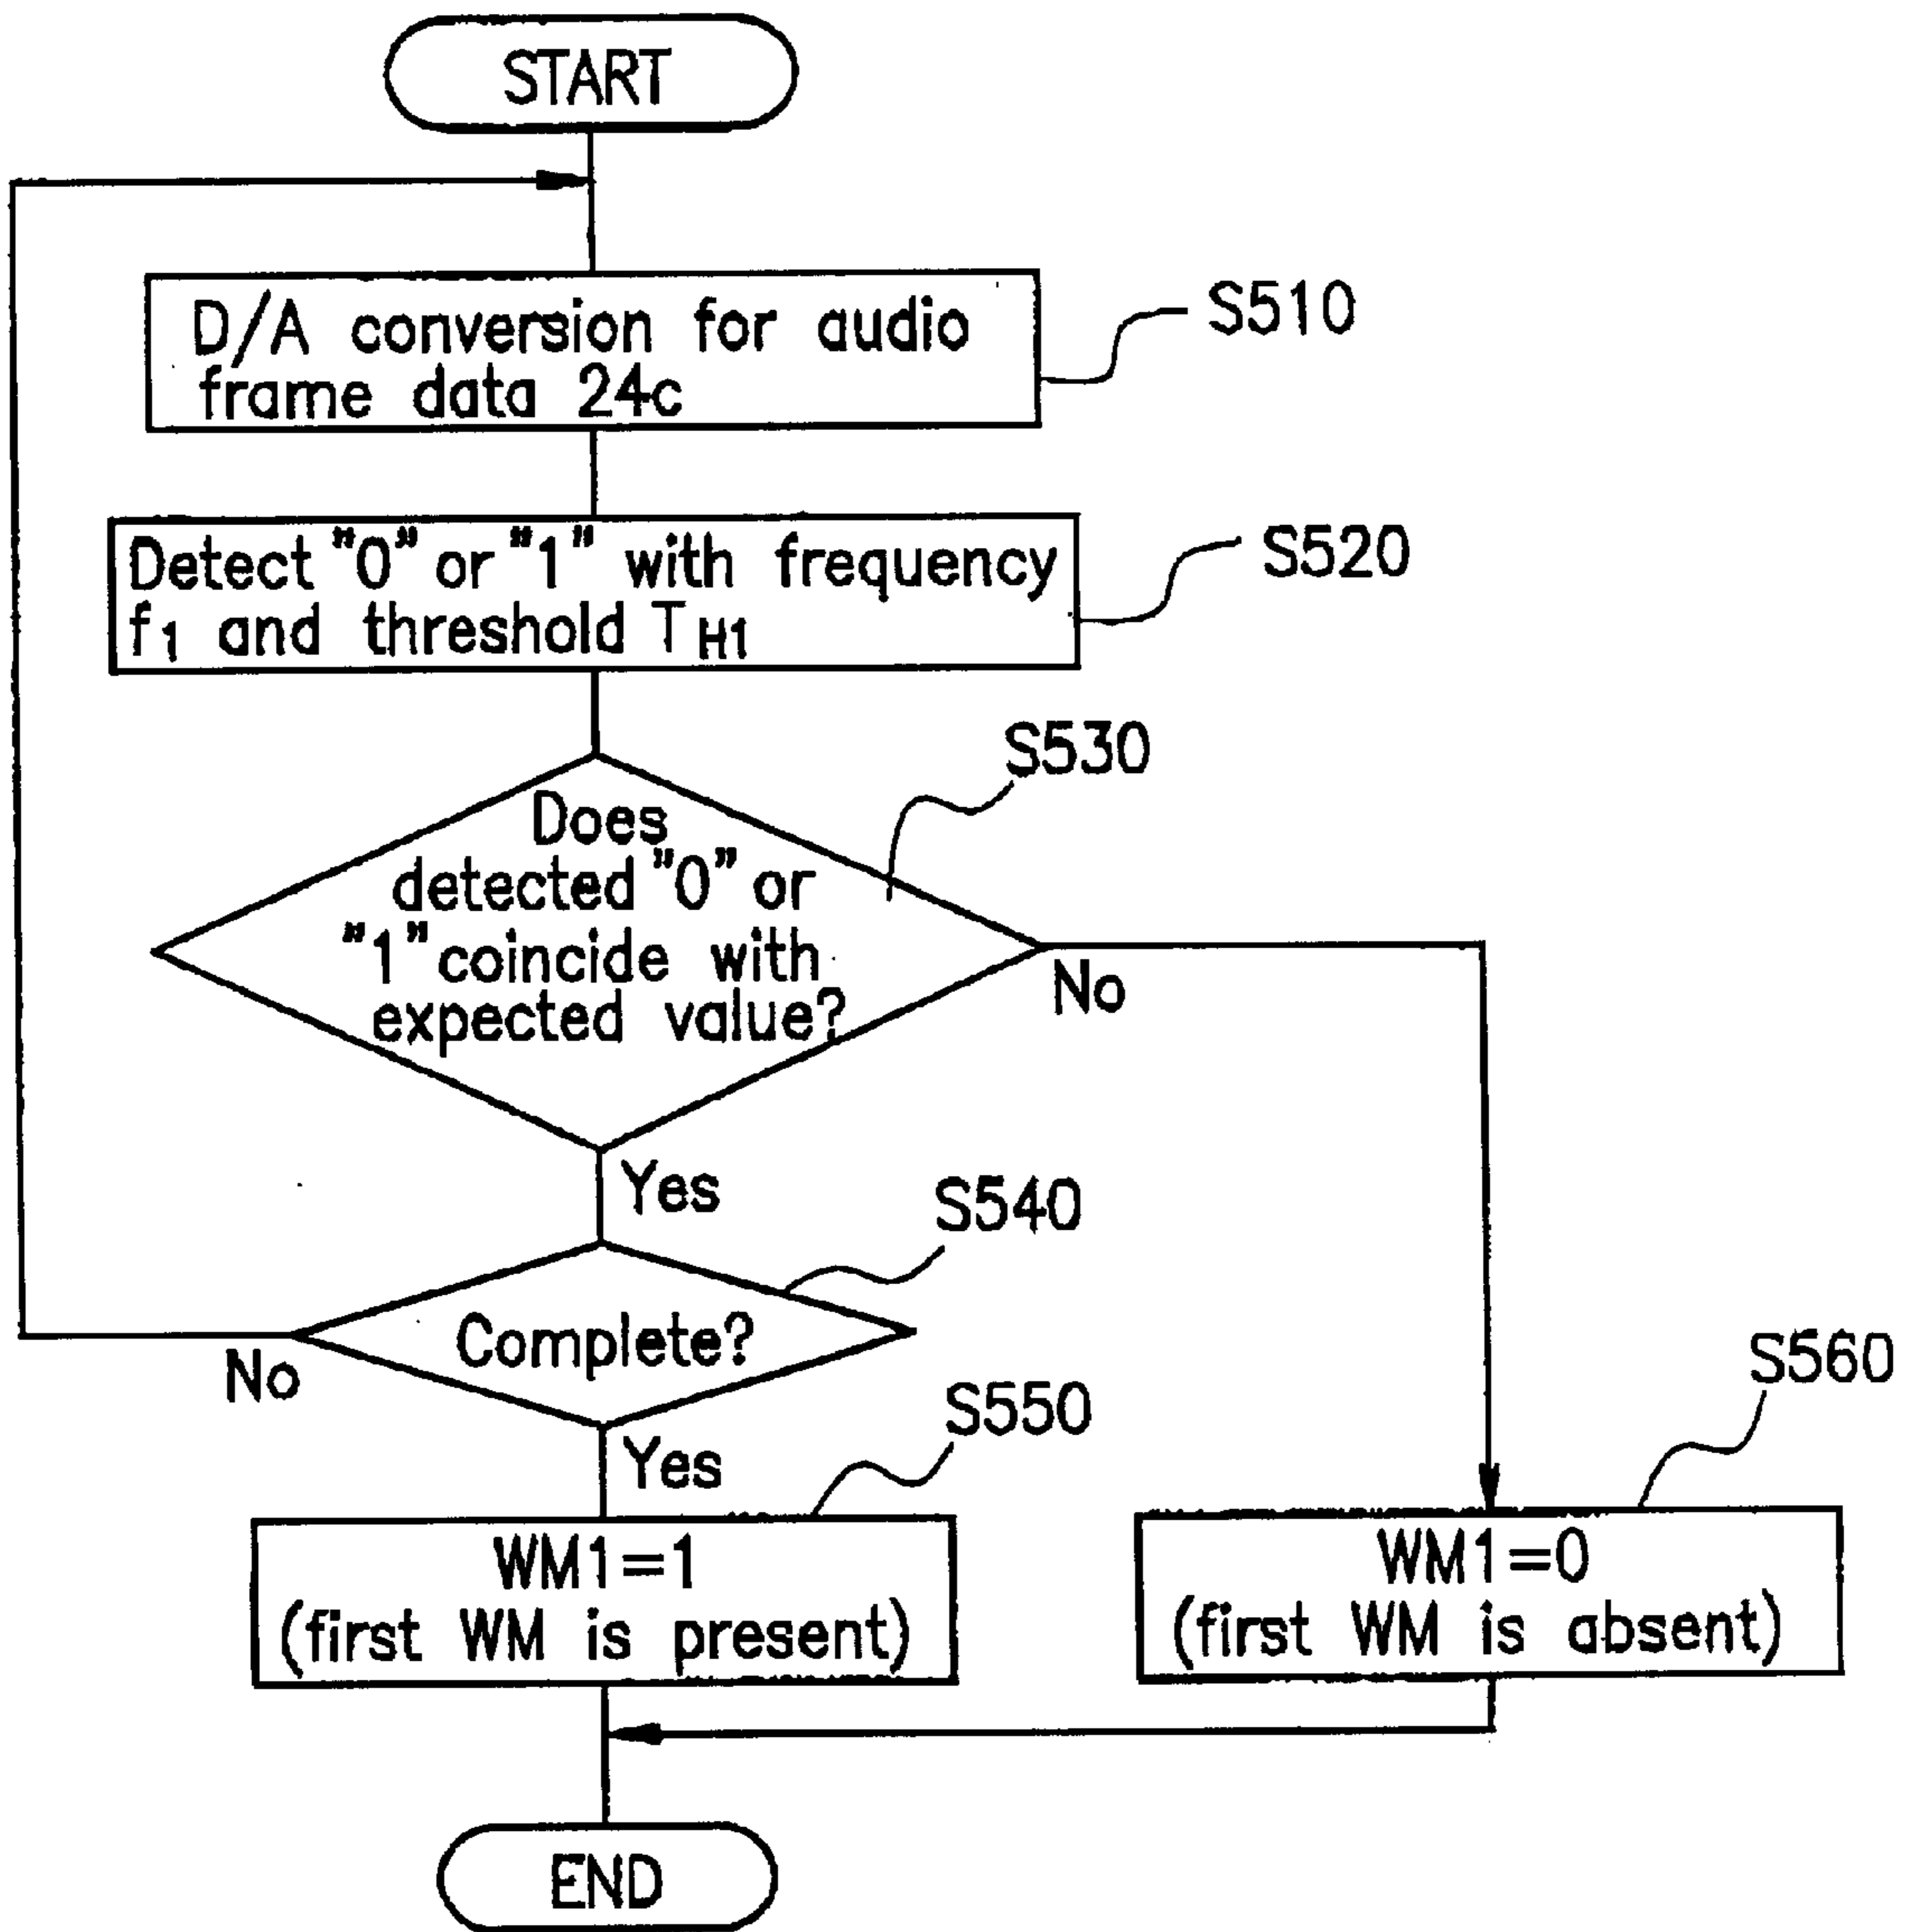 START
D/A conversion for audio
frame data 24c
S510
Detect "0" or "1" with frequency
f1 and threshold TH1
S520
S530
Does
detected "0" or
"1" coincide with
expected value?
No
Yes
S540
Complete?
No
Yes
S550
WM1=1
(first WM is present)
S560
WM1=0
(first WM is absent)
END